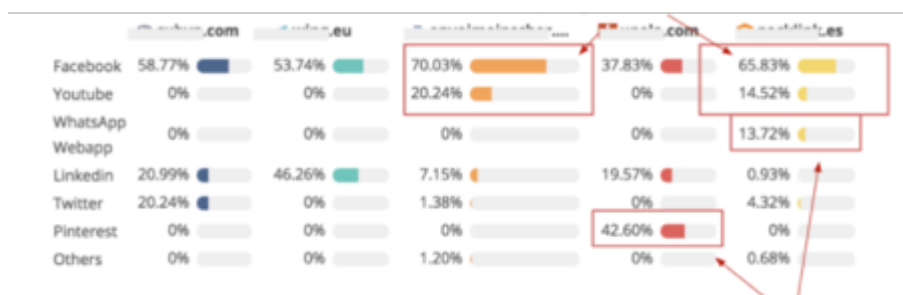 .com .eu .... .com .es
Facebook 58.77% 53.74% 70.03% 37.83% 65.83%
Youtube 0% 0% 20.24% 0% 14.52%
WhatsApp
Webapp 0% 0% 0% 0% 13.72%
Linkedin 20.99% 46.26% 7.15% 19.57% 0.93%
Twitter 20.24% 0% 1.38% 0% 4.32%
Pinterest 0% 0% 0% 42.60% 0%
Others 0% 0% 1.20% 0% 0.68%